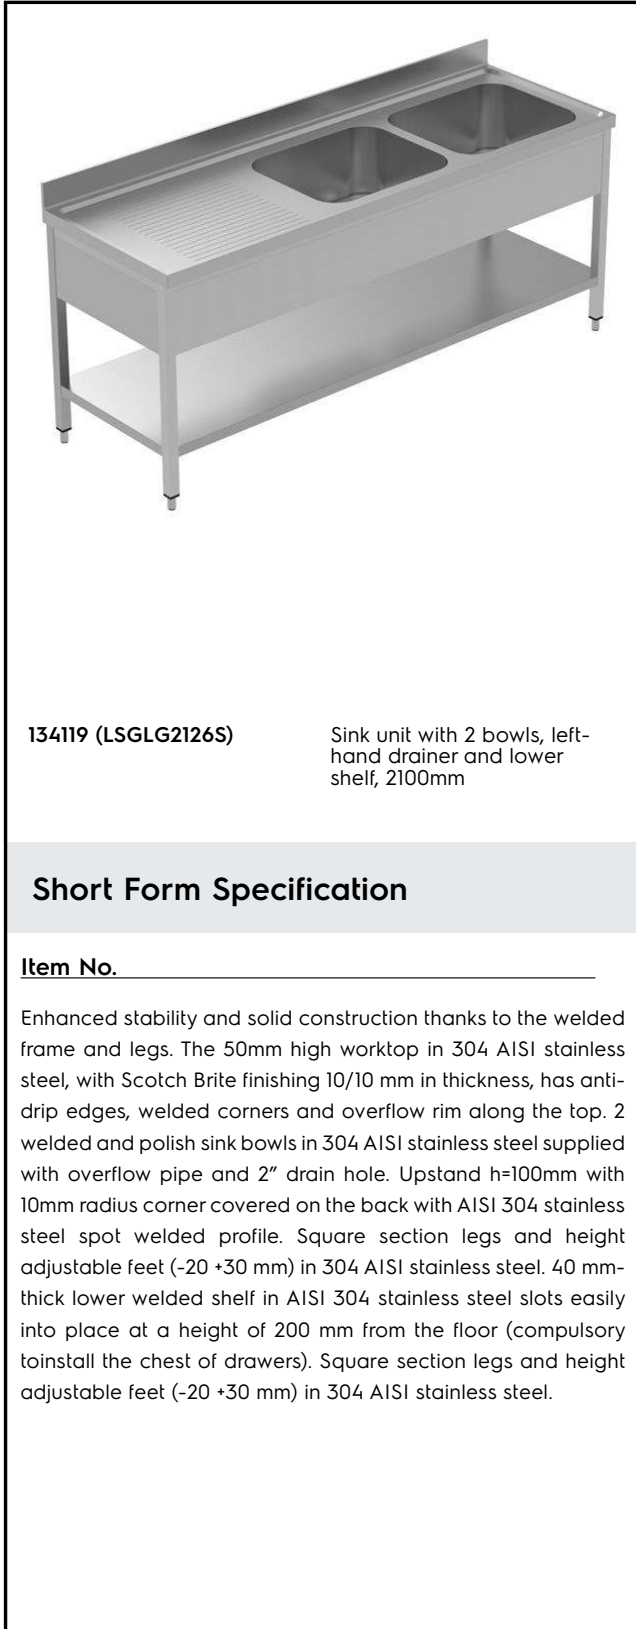 134119 (LSGLG2126S)
Sink unit with 2 bowls, left-
hand drainer and lower
shelf, 2100mm
Short Form Specification
Item No.
Enhanced stability and solid construction thanks to the welded
frame and legs. The 50mm high worktop in 304 AISI stainless
steel, with Scotch Brite finishing 10/10 mm in thickness, has anti-
drip edges, welded corners and overflow rim along the top. 2
welded and polish sink bowls in 304 AISI stainless steel supplied
with overflow pipe and 2” drain hole. Upstand h=100mm with
10mm radius corner covered on the back with AISI 304 stainless
steel spot welded profile. Square section legs and height
adjustable feet (-20 +30 mm) in 304 AISI stainless steel. 40 mm-
thick lower welded shelf in AISI 304 stainless steel slots easily
into place at a height of 200 mm from the floor (compulsory
toinstall the chest of drawers). Square section legs and height
adjustable feet (-20 +30 mm) in 304 AISI stainless steel.